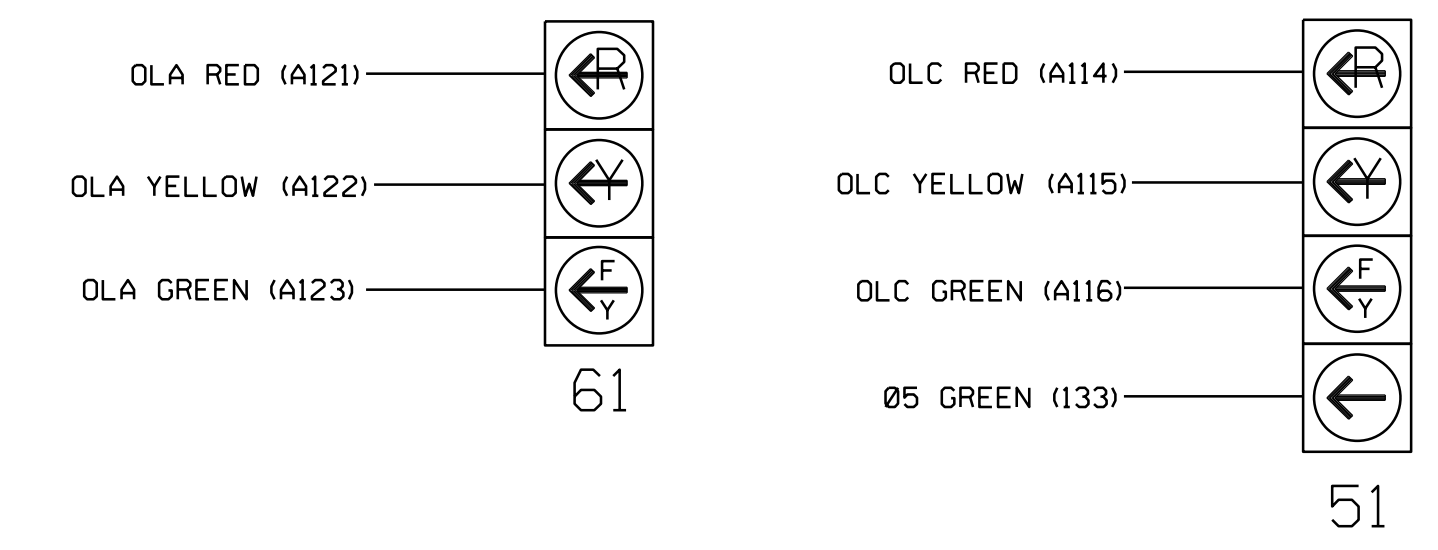 OLA RED (A121)
R
OLA YELLOW (A122)
Y
OLA GREEN (A123)
F
Y
61
OLC RED (A114)
R
OLC YELLOW (A115)
Y
OLC GREEN (A116)
F
Y
Ø5 GREEN (133)
51